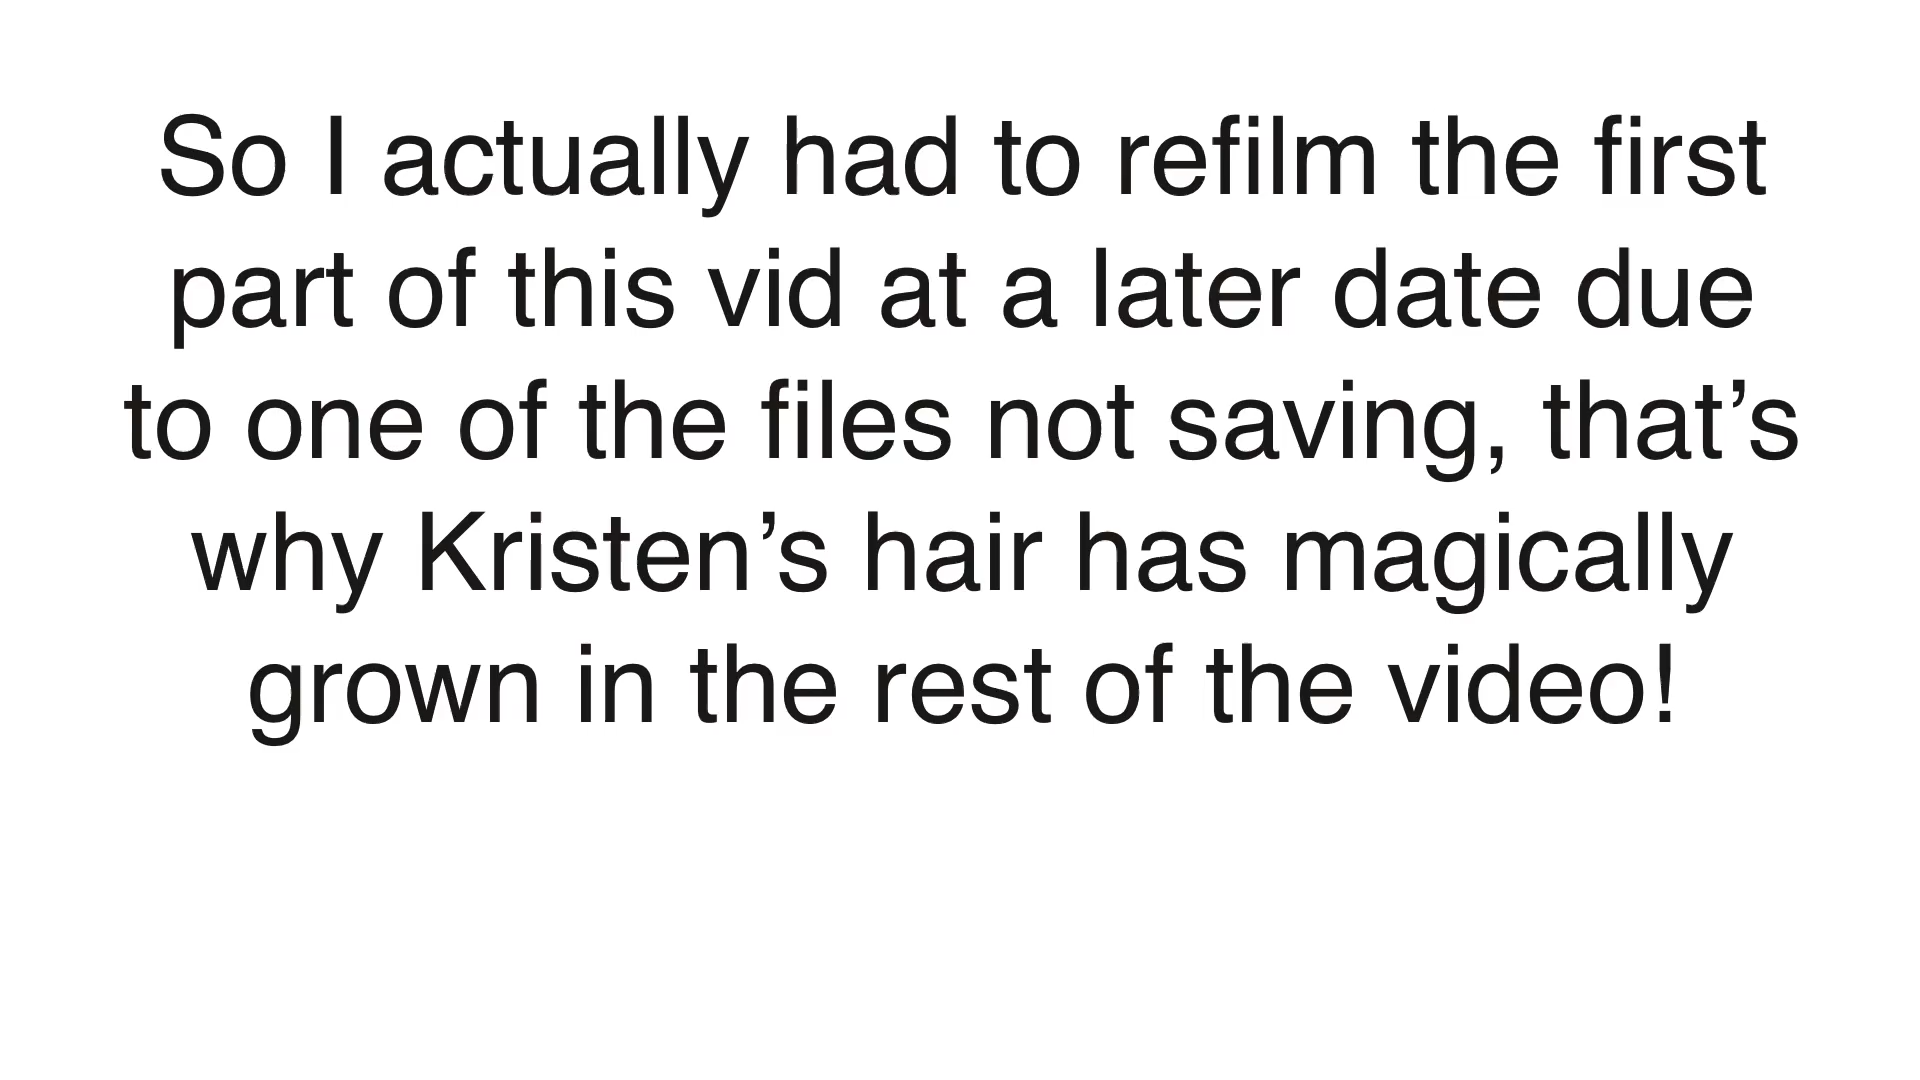 So I actually had to refilm the first
part of this vid at a later date due
to one of the files not saving, that’s
why Kristen’s hair has magically
grown in the rest of the video!